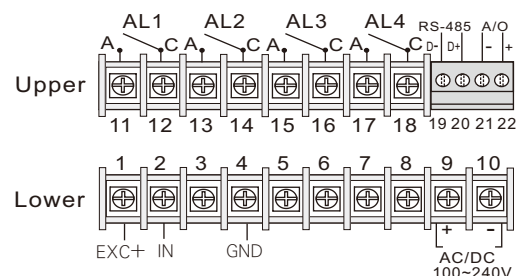 AL1 AL2 AL3 AL4 RS-485 A/O
A C A C A C A C D- D+ - +
Upper
11 12 13 14 15 16 17 18 19 20 21 22
1 2 3 4 5 6 7 8 9 10
Lower
EXC+ IN GND + -
AC/DC
100~240V